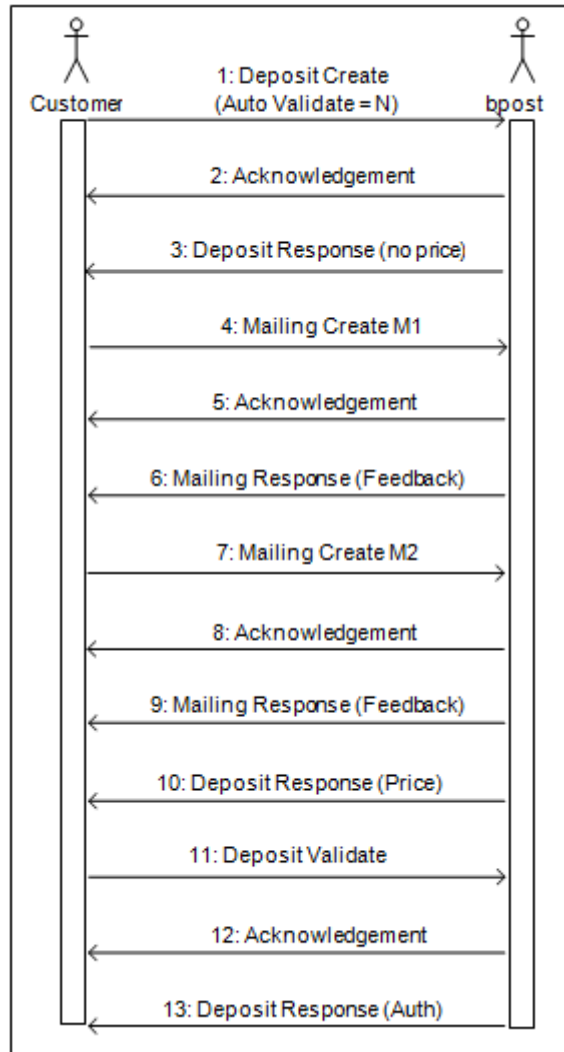 1: Deposit Create
Customer (Auto Validate = N) bpost
2: Acknowledgement
3: Deposit Response (no price)
4: Mailing Create M1
5: Acknowledgement
6: Mailing Response (Feedback)
7: Mailing Create M2
8: Acknowledgement
9: Mailing Response (Feedback)
10: Deposit Response (Price)
11: Deposit Validate
12: Acknowledgement
13: Deposit Response (Auth)